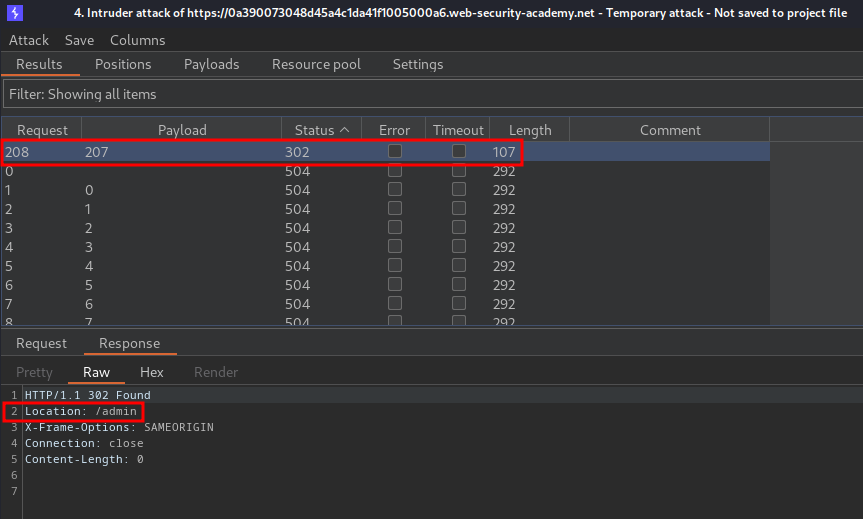 4. Intruder attack of https://0a390073048d45a4c1da41f1005000a6.web-security-academy.net - Temporary attack - Not saved to project file
Attack Save Columns
Results Positions Payloads Resource pool Settings
Filter: Showing all items
Request Payload Status Error Timeout Length Comment
208 207 302 107
0 504 292
1 0 504 292
2 1 504 292
3 2 504 292
4 3 504 292
5 4 504 292
6 5 504 292
7 6 504 292
8 7 504 292
Request Response
Pretty Raw Hex Render
1 HTTP/1.1 302 Found
2 Location: /admin
3 X-Frame-Options: SAMEORIGIN
4 Connection: close
5 Content-Length: 0
6
7